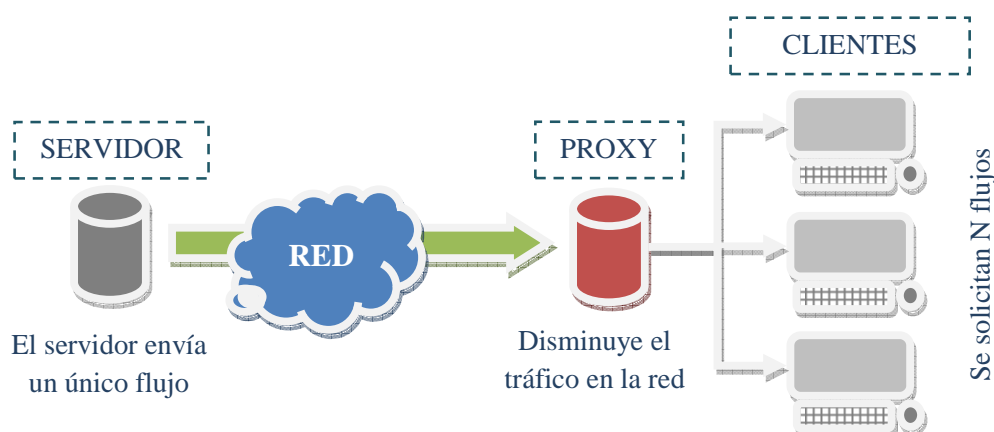 CLIENTES
SERVIDOR
PROXY
RED
El servidor envía
un único flujo
Disminuye el
tráfico en la red
Se solicitan N flujos